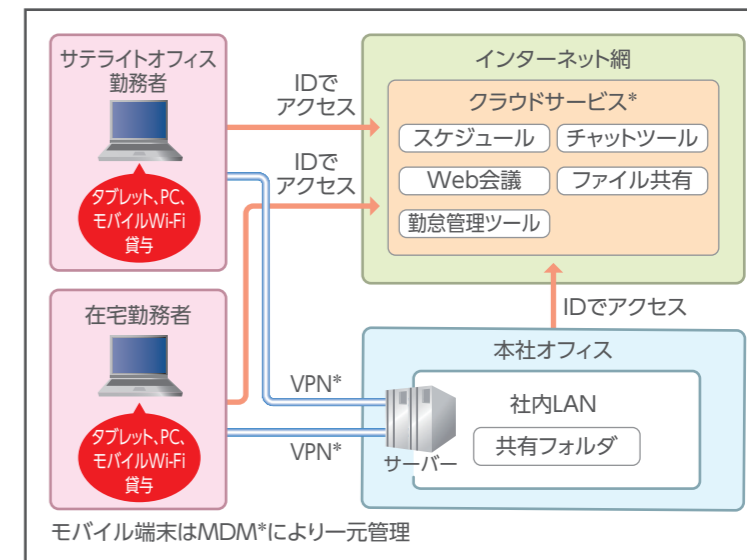 サテライトオフィス
勤務者
タブレット、PC、
モバイルWi-Fi
貸与
IDで
アクセス
IDで
アクセス
インターネット網
クラウドサービス*
スケジュール
チャットツール
Web会議
ファイル共有
勤怠管理ツール
IDでアクセス
在宅勤務者
タブレット、PC、
モバイルWi-Fi
貸与
VPN*
VPN*
本社オフィス
社内LAN
共有フォルダ
サーバー
モバイル端末はMDM*により一元管理